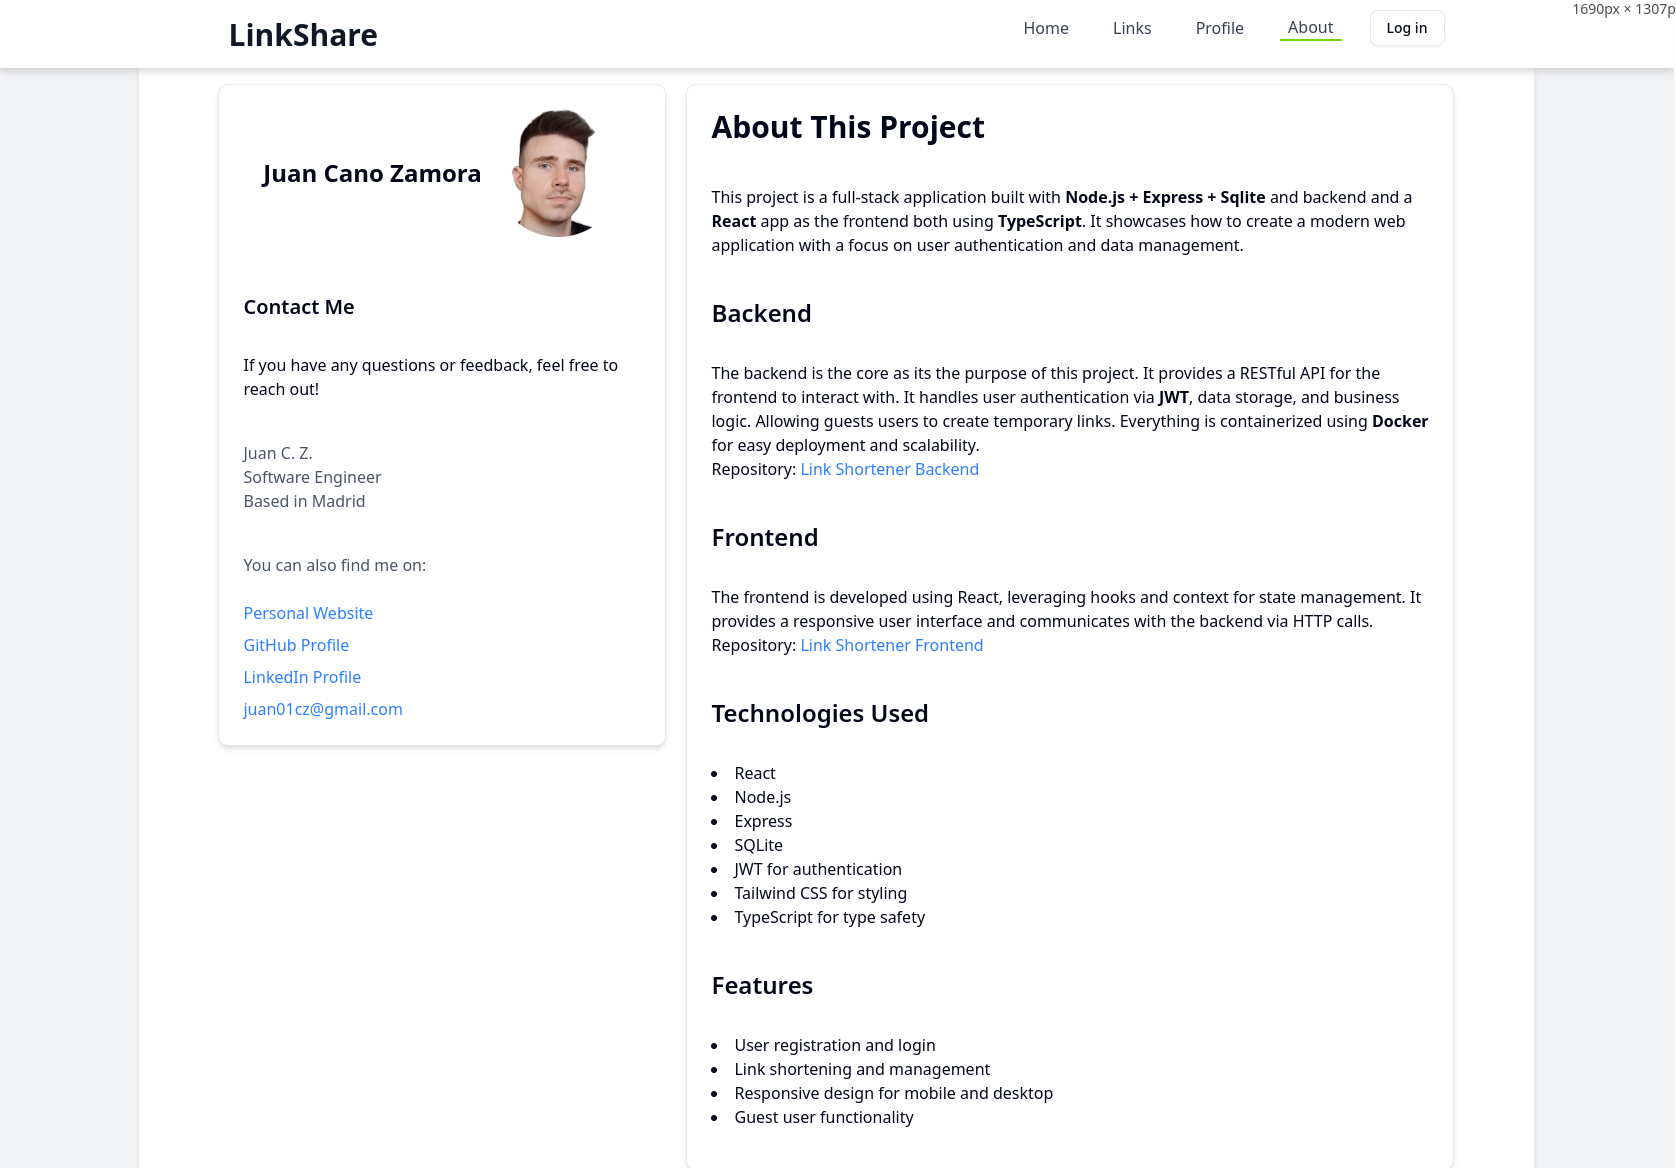 LinkShare
Home
Links
Profile
About
Log in
1690px × 1307p
Juan Cano Zamora
Contact Me
If you have any questions or feedback, feel free to
reach out!
Juan C. Z.
Software Engineer
Based in Madrid
You can also find me on:
Personal Website
GitHub Profile
LinkedIn Profile
juan01cz@gmail.com
About This Project
This project is a full-stack application built with Node.js + Express + Sqlite and backend and a
React app as the frontend both using TypeScript. It showcases how to create a modern web
application with a focus on user authentication and data management.
Backend
The backend is the core as its the purpose of this project. It provides a RESTful API for the
frontend to interact with. It handles user authentication via JWT, data storage, and business
logic. Allowing guests users to create temporary links. Everything is containerized using Docker
for easy deployment and scalability.
Repository: Link Shortener Backend
Frontend
The frontend is developed using React, leveraging hooks and context for state management. It
provides a responsive user interface and communicates with the backend via HTTP calls.
Repository: Link Shortener Frontend
Technologies Used
• React
• Node.js
• Express
• SQLite
• JWT for authentication
• Tailwind CSS for styling
• TypeScript for type safety
Features
• User registration and login
• Link shortening and management
• Responsive design for mobile and desktop
• Guest user functionality